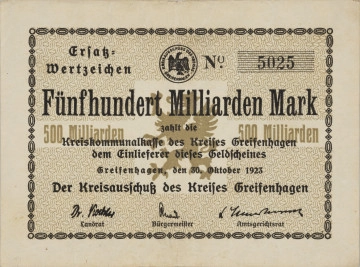 Ersatz-
Wertzeichen
No. 5025
Fünfhundert Milliarden Mark
zahlt die
500 Milliarden 500 Milliarden
Kreiskommunalkasse des Kreises Greifenhagen
dem Einlieferer dieses Geldscheines
Greifenhagen, den 30. Oktober 1923
Der Kreisausschuß des Kreises Greifenhagen
Landrat Bürgermeister Amtsgerichtsrat